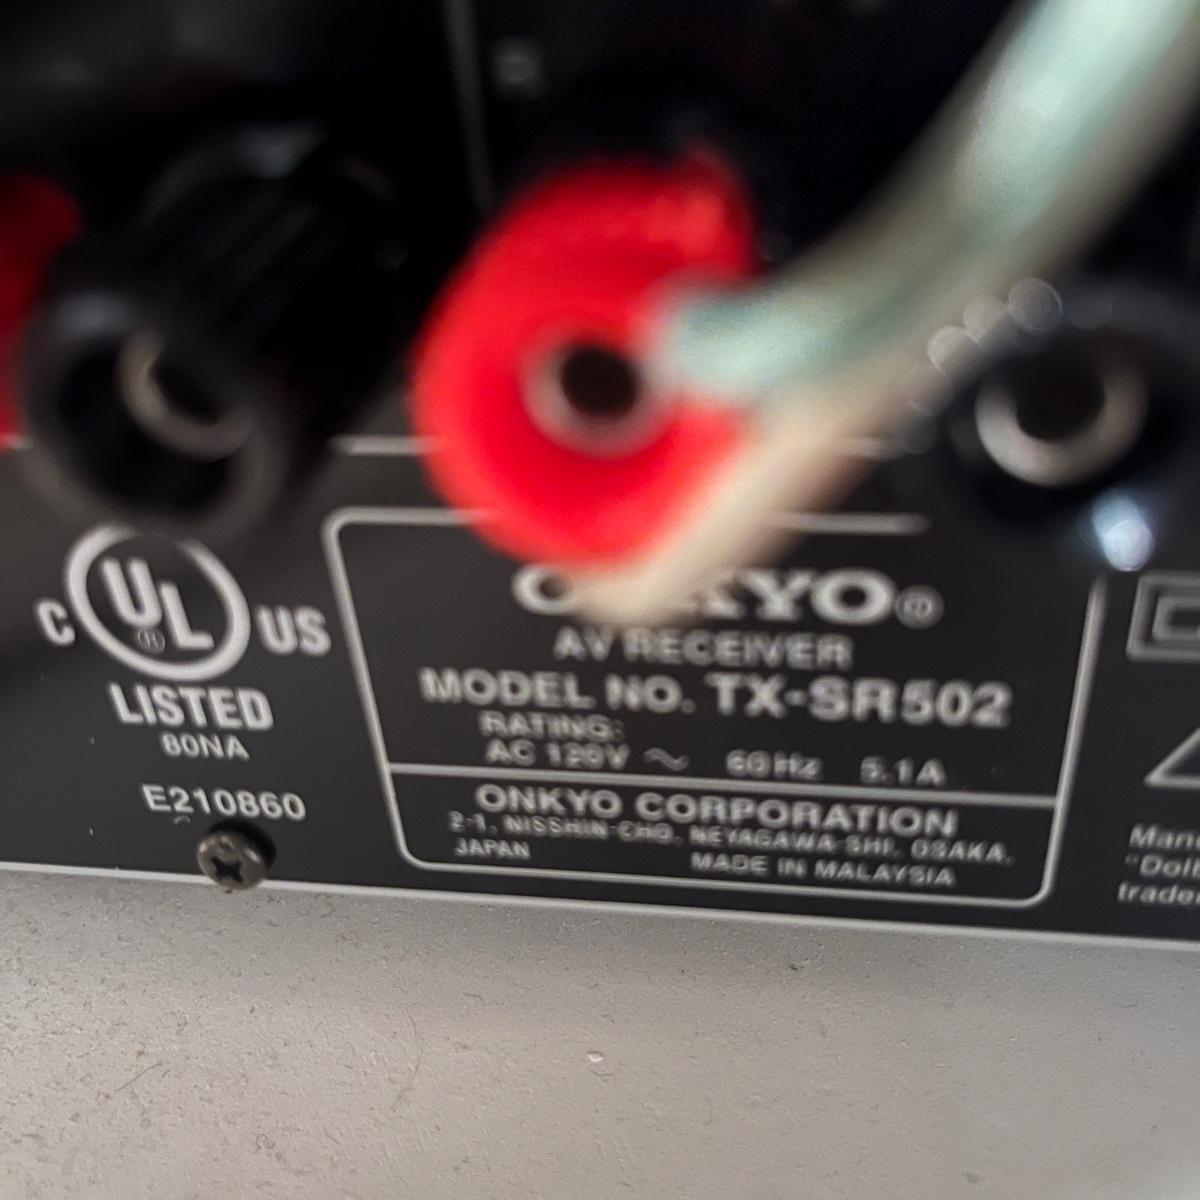 C UL® US
LISTED
80NA
E210860
ONKYO®
AV RECEIVER
MODEL NO. TX-SR502
RATING:
AC 120V ~ 60Hz 5.1A
ONKYO CORPORATION
2-1, NISSHIN-CHO, NEYAGAWA-SHI, OSAKA,
JAPAN MADE IN MALAYSIA